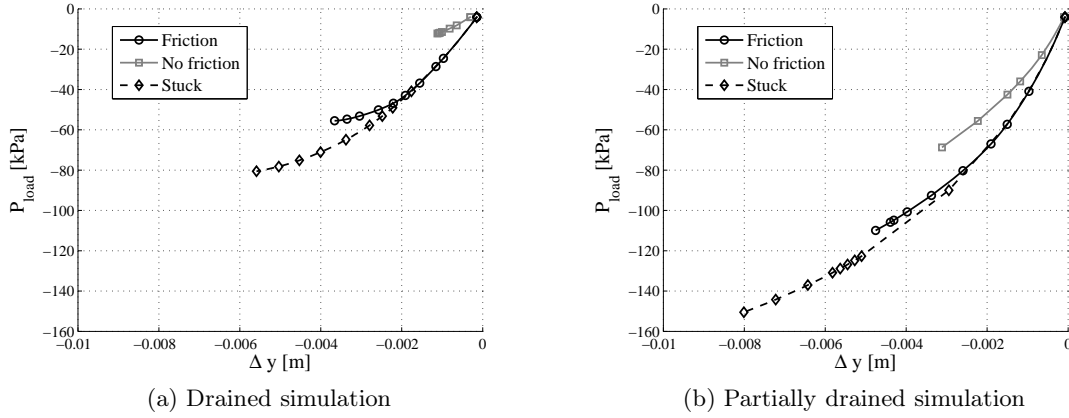 0
−20
−40
−60
−80
−100
−120
−140
−160
P_load [kPa]
Friction
No friction
Stuck
−0.01
−0.008
−0.006
−0.004
−0.002
0
Δ y [m]
(a) Drained simulation
0
−20
−40
−60
−80
−100
−120
−140
−160
P_load [kPa]
Friction
No friction
Stuck
−0.01
−0.008
−0.006
−0.004
−0.002
0
Δ y [m]
(b) Partially drained simulation